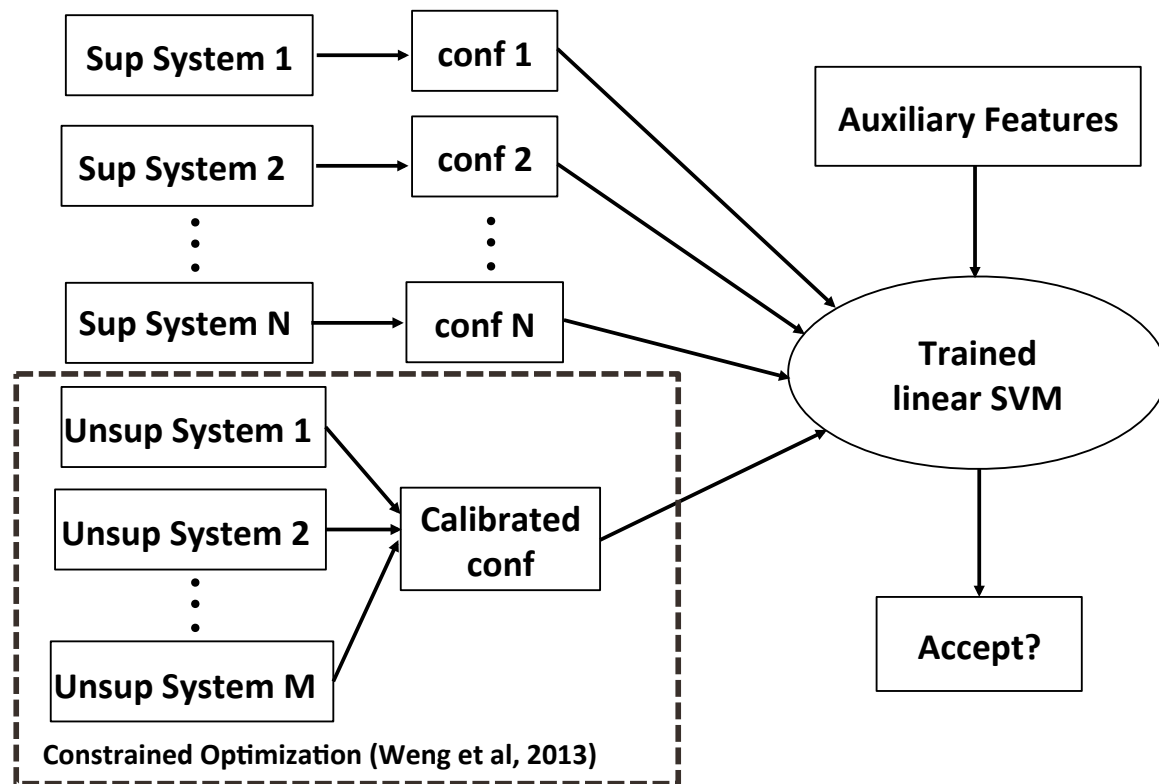 Sup System 1
conf 1
Auxiliary Features
Sup System 2
conf 2
Sup System N
conf N
Trained
linear SVM
Unsup System 1
Unsup System 2
Calibrated
conf
Unsup System M
Accept?
Constrained Optimization (Weng et al, 2013)